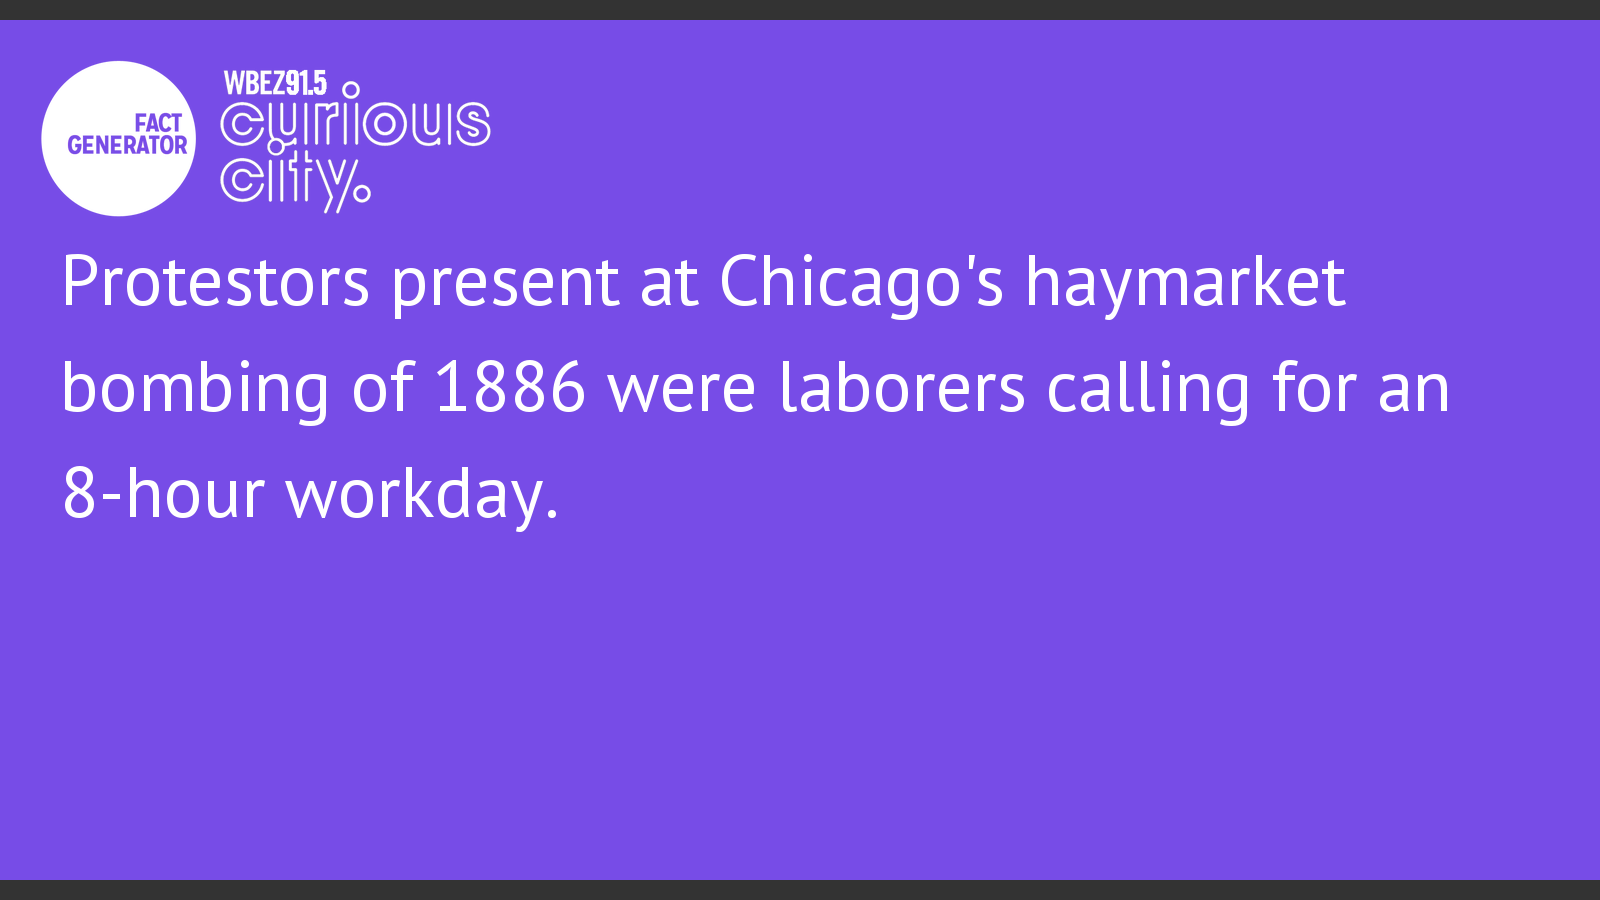 FACT
GENERATOR
WBEZ91.5
curious
city.
Protestors present at Chicago's haymarket
bombing of 1886 were laborers calling for an
8-hour workday.